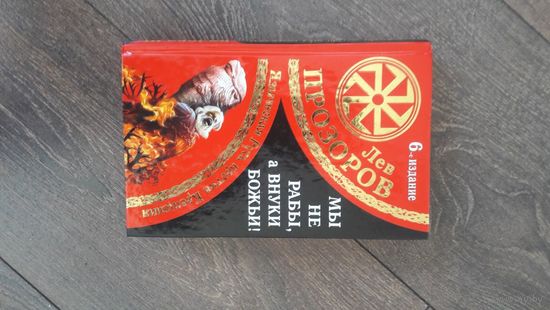 6-е издание
Лев
ПРОЗОРОВ
МЫ
НЕ
РАБЫ,
а ВНУКИ
БОЖЬИ!